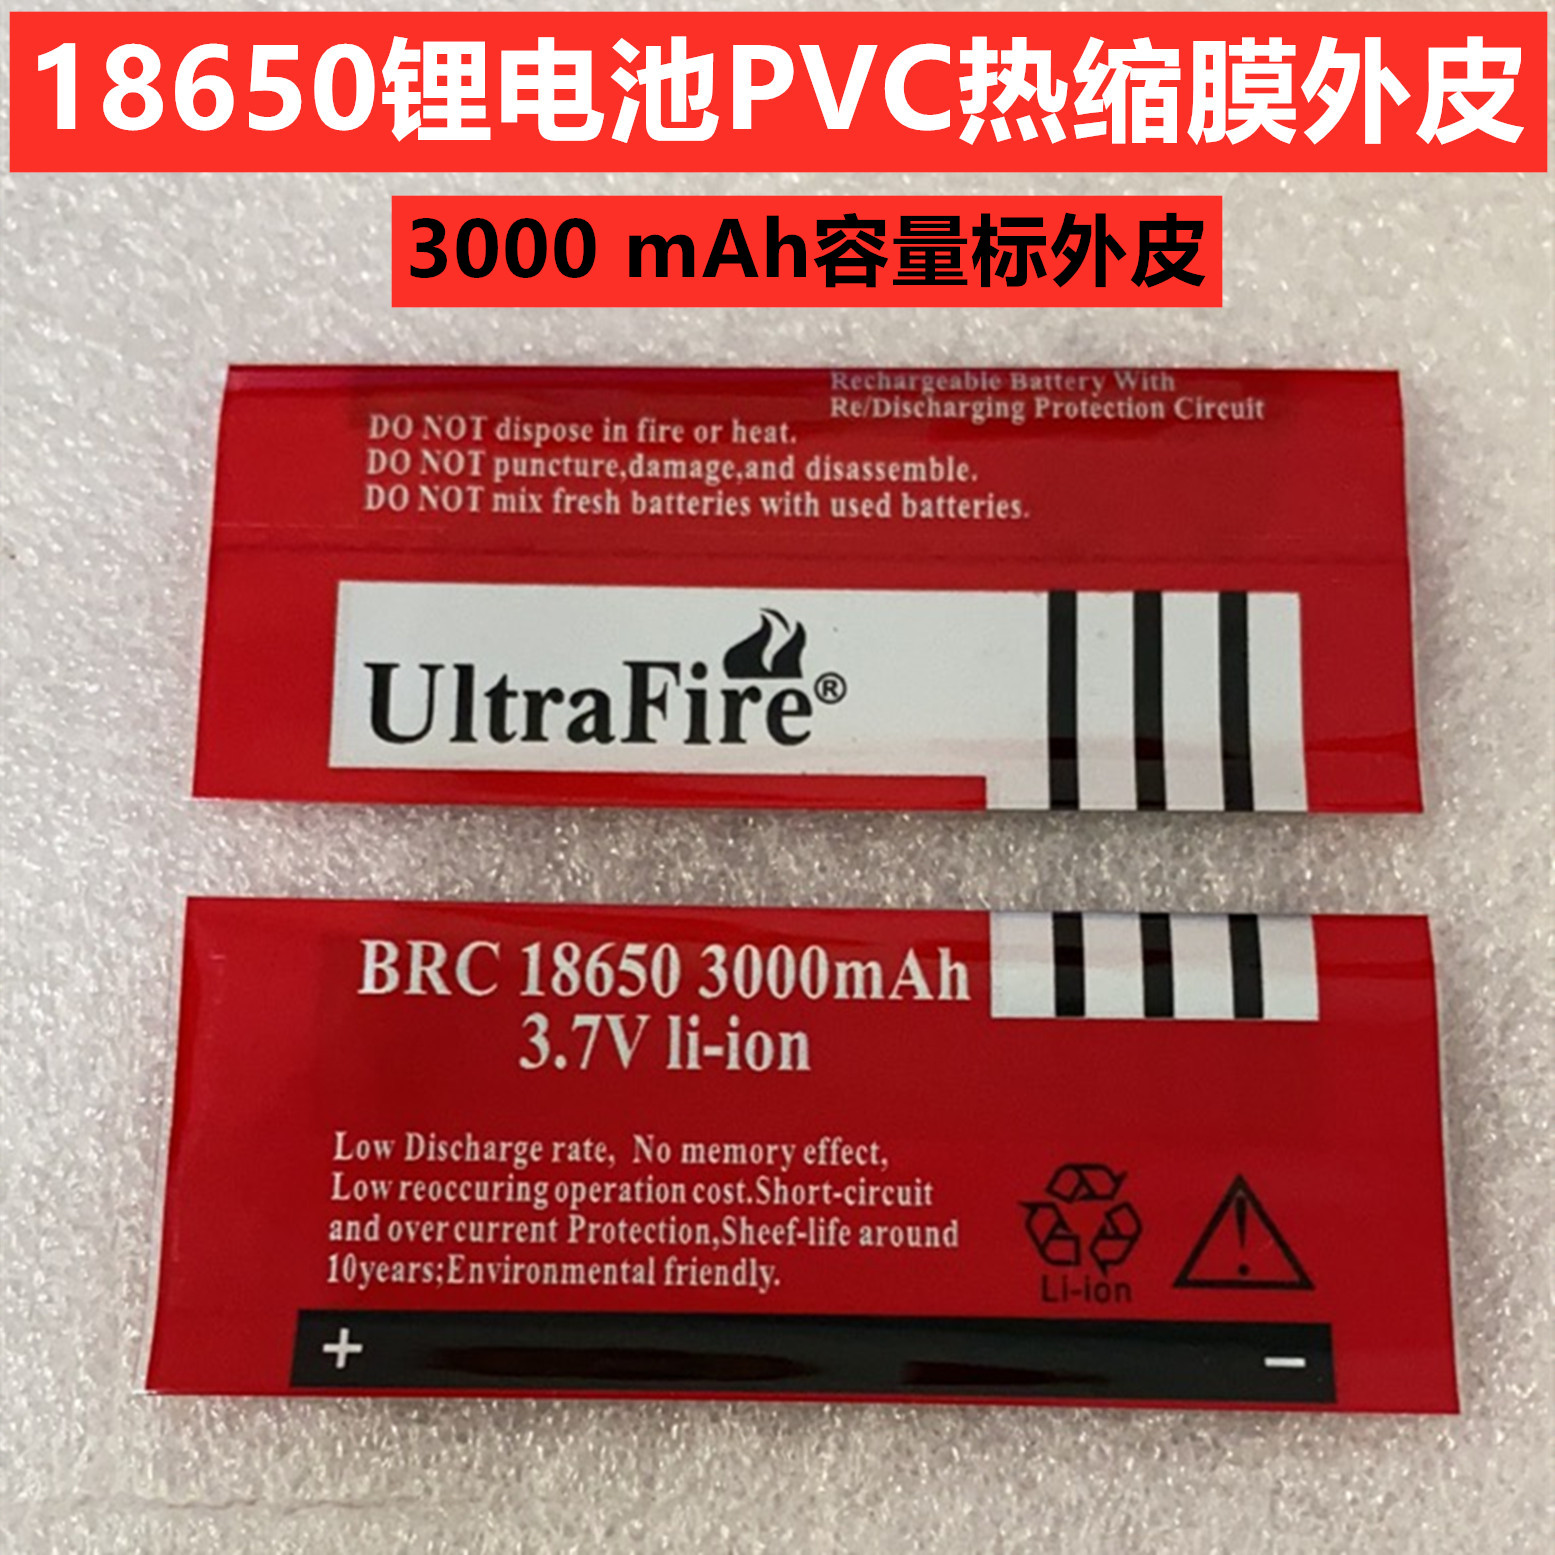 18650锂电池PVC热缩膜外皮
3000 mAh容量标外皮
Rechargeable Battery With
Re/Discharging Protection Circuit
DO NOT dispose in fire or heat.
DO NOT puncture,damage,and disassemble.
DO NOT mix fresh batteries with used batteries.
UltraFire®
BRC 18650 3000mAh
3.7V li-ion
Low Discharge rate, No memory effect,
Low reoccuring operation cost.Short-circuit
and over current Protection,Sheef-life around
10years;Environmental friendly.
Li-ion
+ −